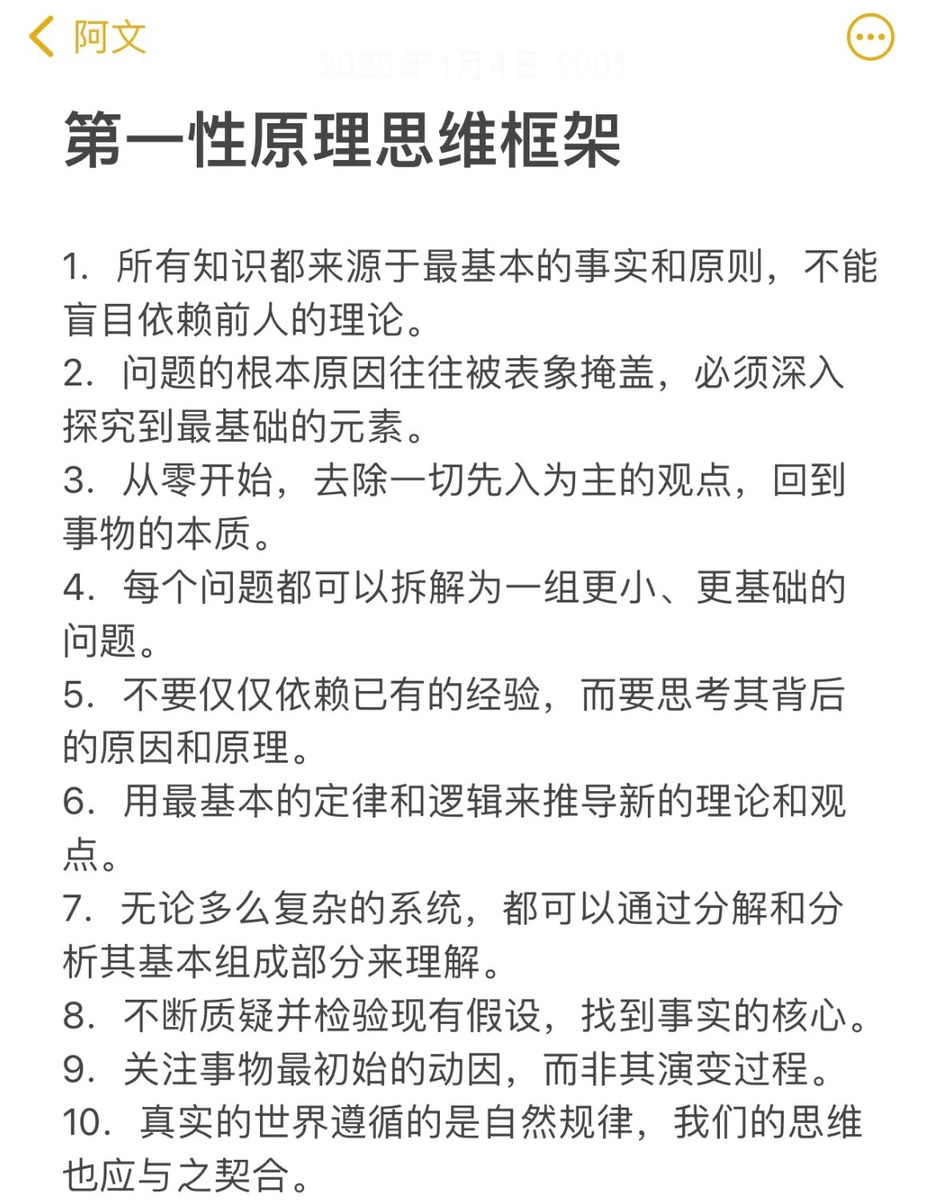 阿文
2025年1月4日 11:01
第一性原理思维框架
1. 所有知识都来源于最基本的事实和原则，不能
盲目依赖前人的理论。
2. 问题的根本原因往往被表象掩盖，必须深入
探究到最基础的元素。
3. 从零开始，去除一切先入为主的观点，回到
事物的本质。
4. 每个问题都可以拆解为一组更小、更基础的
问题。
5. 不要仅仅依赖已有的经验，而要思考其背后
的原因和原理。
6. 用最基本的定律和逻辑来推导新的理论和观
点。
7. 无论多么复杂的系统，都可以通过分解和分
析其基本组成部分来理解。
8. 不断质疑并检验现有假设，找到事实的核心。
9. 关注事物最初始的动因，而非其演变过程。
10. 真实的世界遵循的是自然规律，我们的思维
也应与之契合。